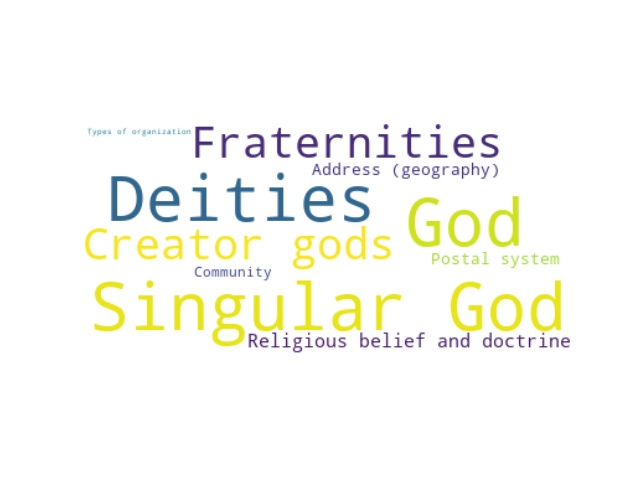 Types of organization
Fraternities
Address (geography)
Deities
God
Creator gods
Postal system
Community
Singular God
Religious belief and doctrine